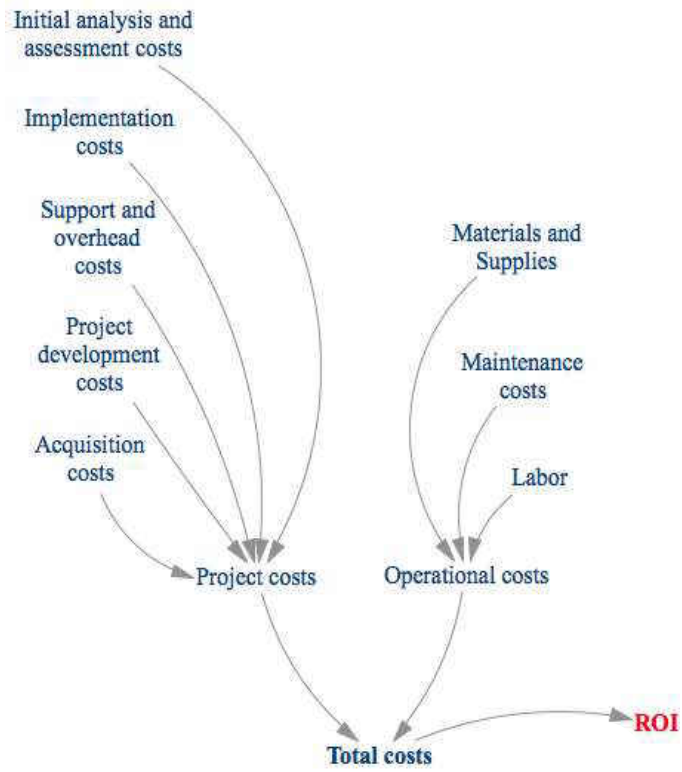 Initial analysis and
assessment costs
Implementation
costs
Support and
overhead
costs
Project
development
costs
Acquisition
costs
Materials and
Supplies
Maintenance
costs
Labor
Project costs
Operational costs
Total costs
ROI